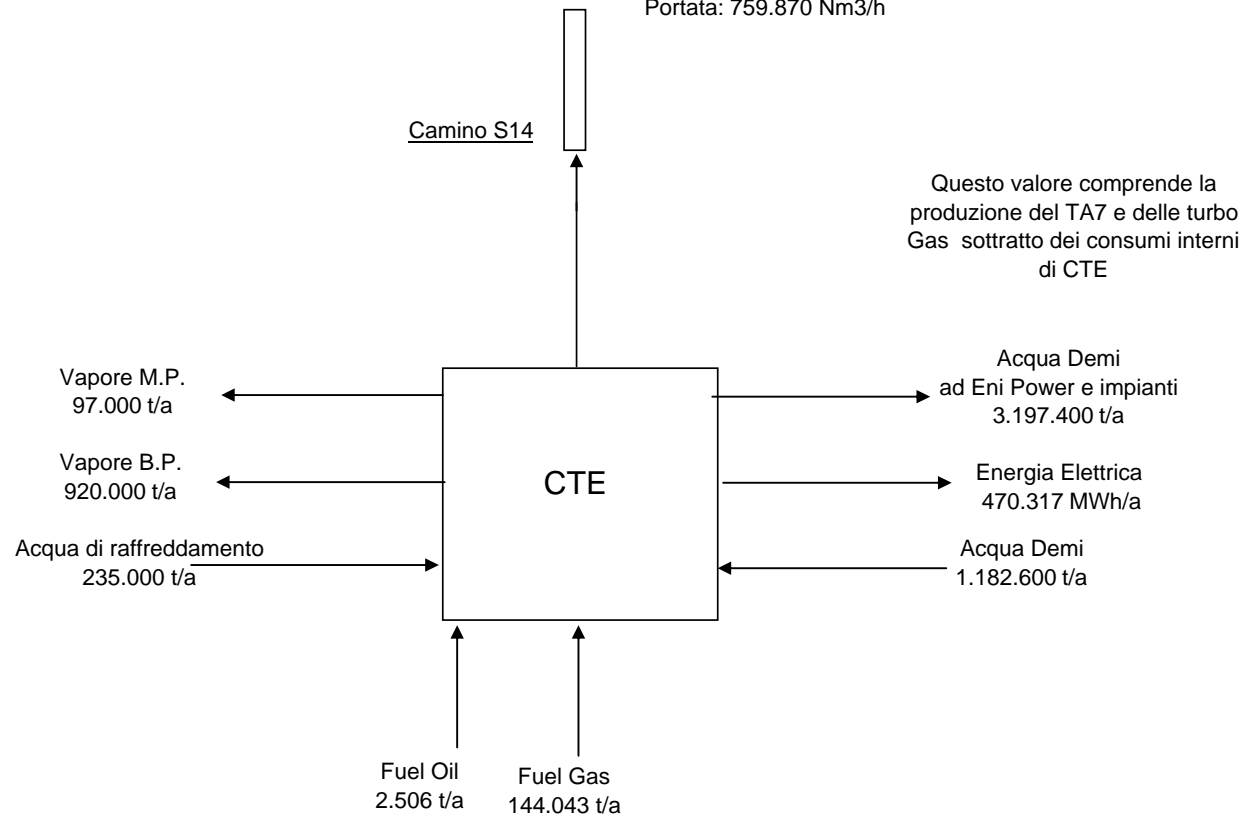 Portata: 759.870 Nm3/h
Camino S14
Questo valore comprende la
produzione del TA7 e delle turbo
Gas sottratto dei consumi interni
di CTE
Vapore M.P.
97.000 t/a
Acqua Demi
ad Eni Power e impianti
3.197.400 t/a
Vapore B.P.
920.000 t/a
CTE
Energia Elettrica
470.317 MWh/a
Acqua di raffreddamento
235.000 t/a
Acqua Demi
1.182.600 t/a
Fuel Oil
2.506 t/a
Fuel Gas
144.043 t/a